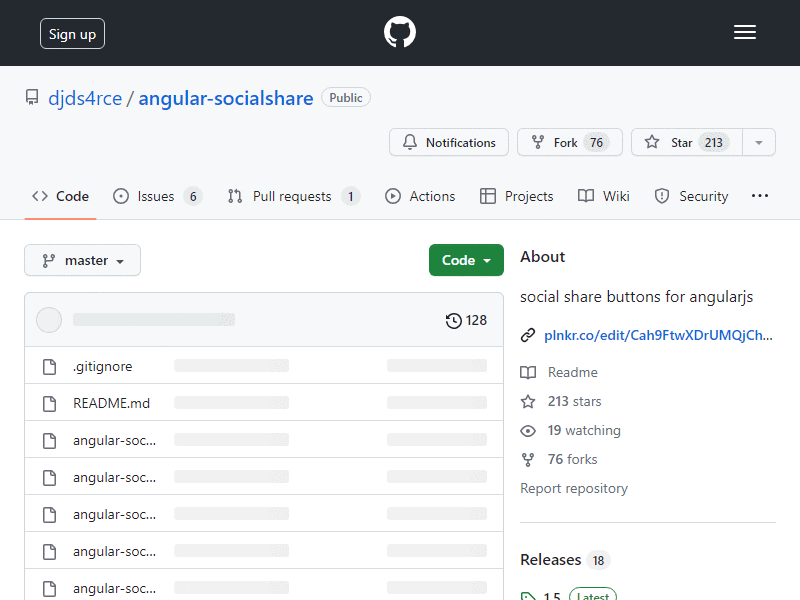 Sign up
djds4rce / angular-socialshare Public
Notifications Fork 76 Star 213
Code Issues 6 Pull requests 1 Actions Projects Wiki Security
master Code
About
social share buttons for angularjs
128
plnkr.co/edit/Cah9FtwXDrUMQjCh...
.gitignore
README.md
angular-soc...
angular-soc...
angular-soc...
angular-soc...
angular-soc...
Readme
213 stars
19 watching
76 forks
Report repository
Releases 18
1.5 Latest